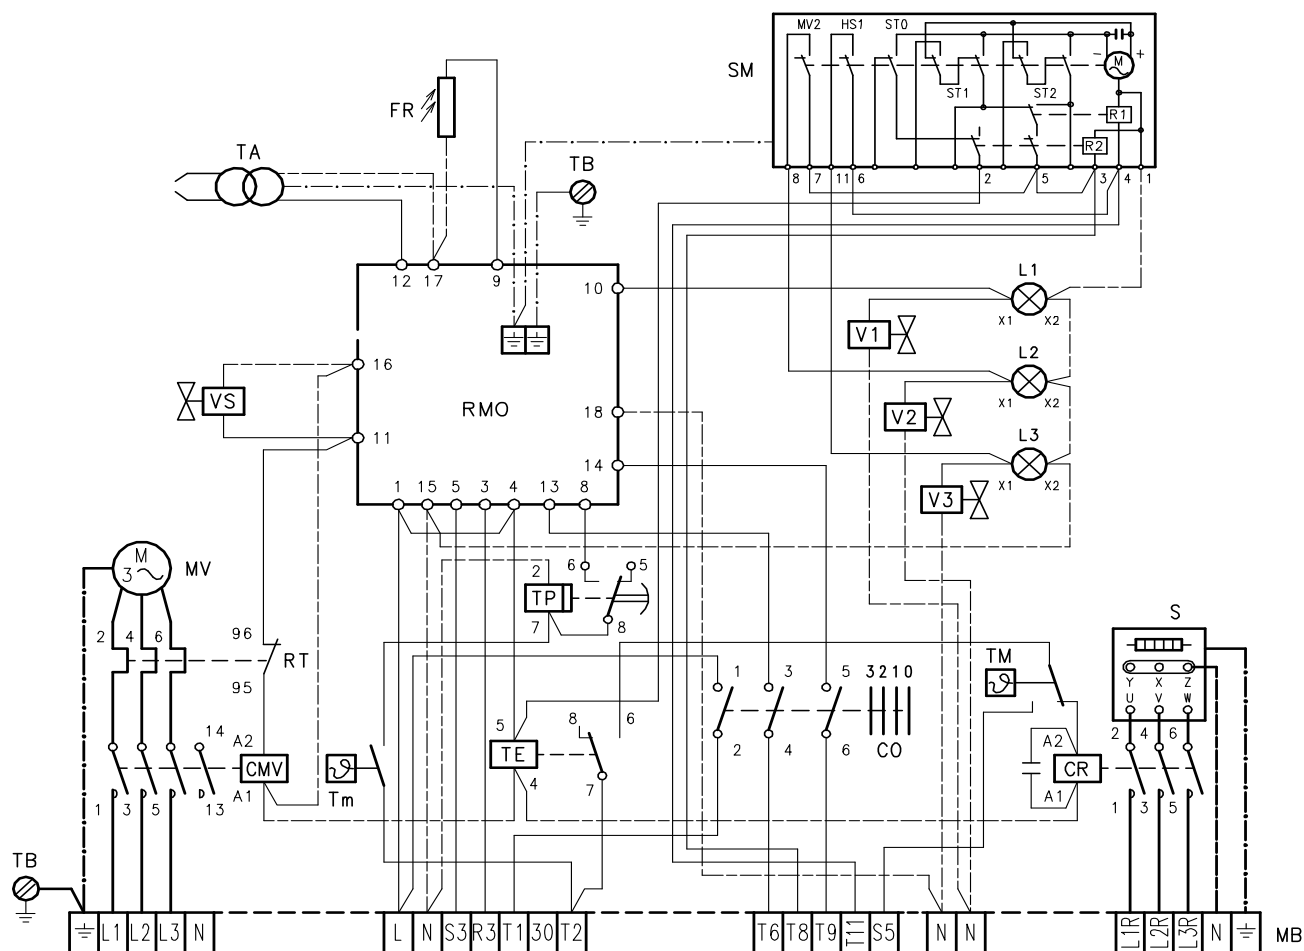 MV2 HS1 ST0
SM
- M +
ST1 ST2
R1
R2
8 7 11 6 2 5 3 4 1
FR
TA
TB
12 17 9
10
L1
X1 X2
V1
16
VS
RMO
L2
X1 X2
18
V2
11
14
L3
X1 X2
1 15 5 3 4 13 8
V3
M
3
MV
6 5
2
TP
7 8
S
2 4 6
96
RT
95
TM
Y X Z
U V W
1 3 5 3210
8 6
5
14
A2
CMV
A1
13
1 3 5
Tm
TE
4
7
2 4 6
CO
A2
CR
A1
2 4 6
1 3 5
TB
L1 L2 L3 N
L N S3 R3 T1 30 T2
T6 T8 T9 T11 S5
N N
L1R 2R L3R N
MB